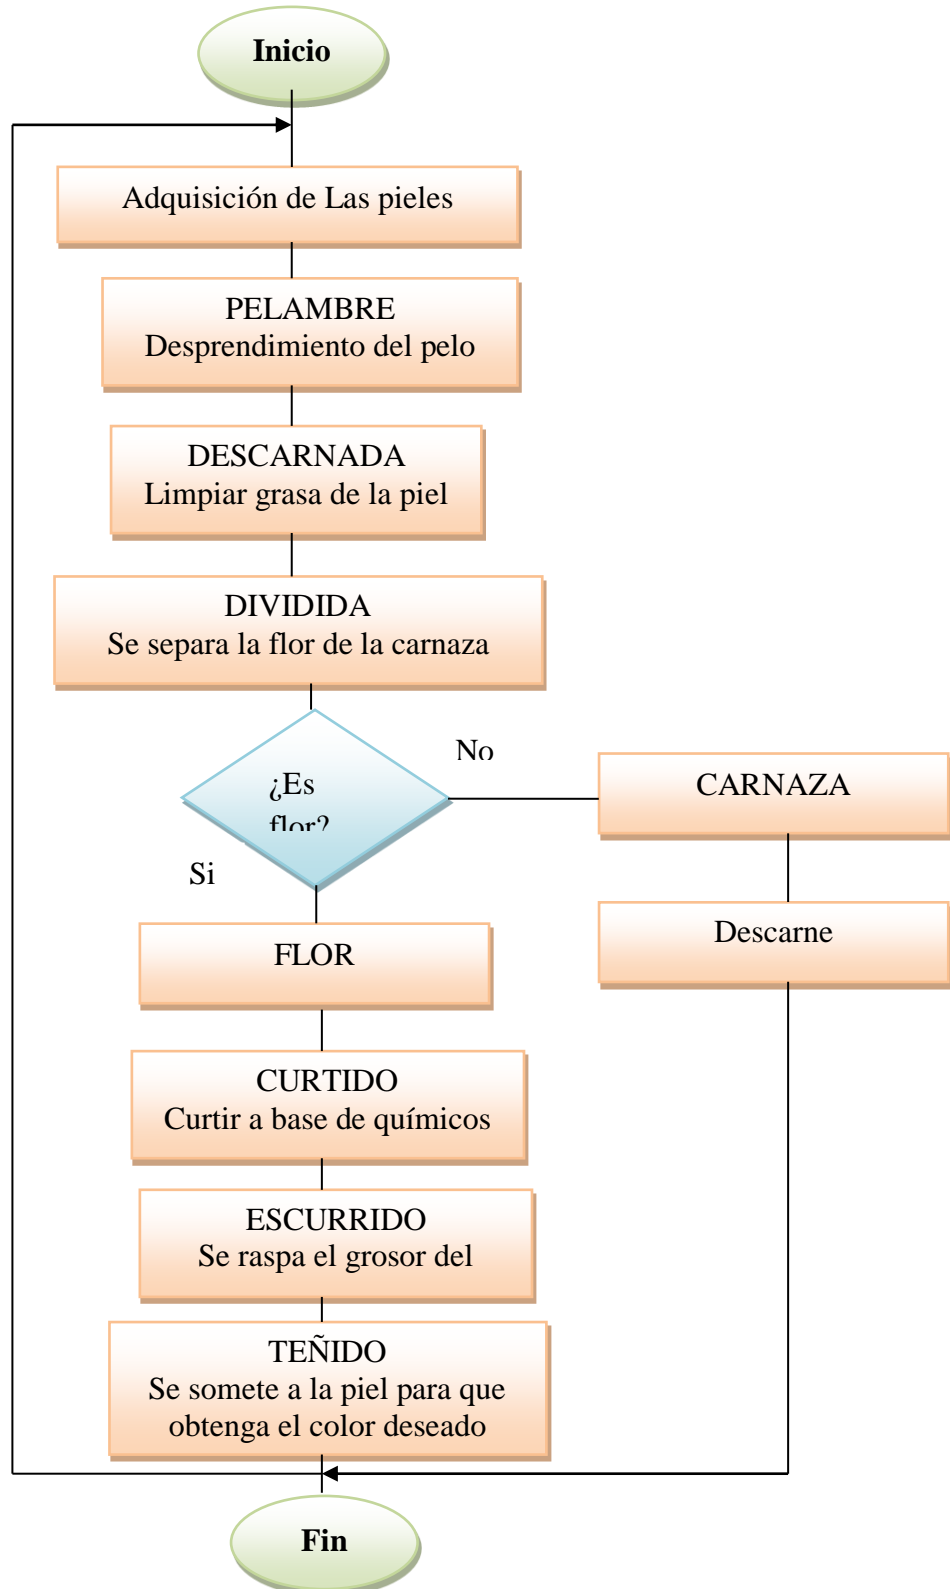 Inicio
Adquisición de Las pieles
PELAMBRE
Desprendimiento del pelo
DESCARNADA
Limpiar grasa de la piel
DIVIDIDA
Se separa la flor de la carnaza
¿Es
flor?
No
CARNAZA
Descarne
Si
FLOR
CURTIDO
Curtir a base de químicos
ESCURRIDO
Se raspa el grosor del
TEÑIDO
Se somete a la piel para que
obtenga el color deseado
Fin